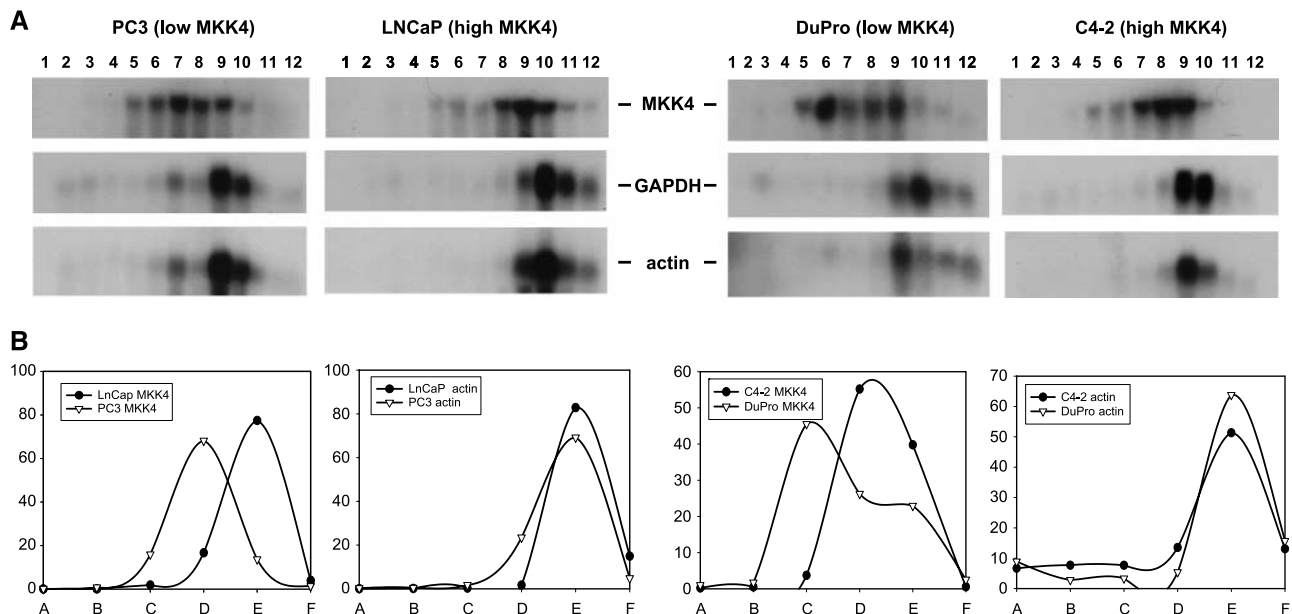 A
PC3 (low MKK4)
LNCaP (high MKK4)
DuPro (low MKK4)
C4-2 (high MKK4)
1 2 3 4 5 6 7 8 9 10 11 12
1 2 3 4 5 6 7 8 9 10 11 12
1 2 3 4 5 6 7 8 9 10 11 12
1 2 3 4 5 6 7 8 9 10 11 12
– MKK4 –
– GAPDH –
– actin –
B
100
80
60
40
20
0
LnCap MKK4
PC3 MKK4
A B C D E F
100
80
60
40
20
0
LnCaP actin
PC3 actin
A B C D E F
60
50
40
30
20
10
0
C4-2 MKK4
DuPro MKK4
A B C D E F
70
60
50
40
30
20
10
0
C4-2 actin
DuPro actin
A B C D E F